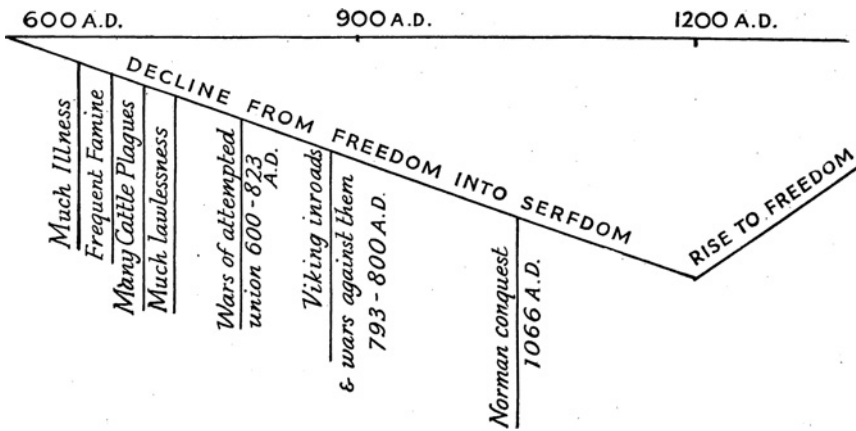 600 A.D. 900 A.D. 1200 A.D.
DECLINE FROM FREEDOM INTO SERFDOM
RISE TO FREEDOM
Much Illness
Frequent Famine
Many Cattle Plagues
Much lawlessness
Wars of attempted
union 600-823
A.D.
Viking inroads
& wars against them
793-800 A.D.
Norman conquest
1066 A.D.